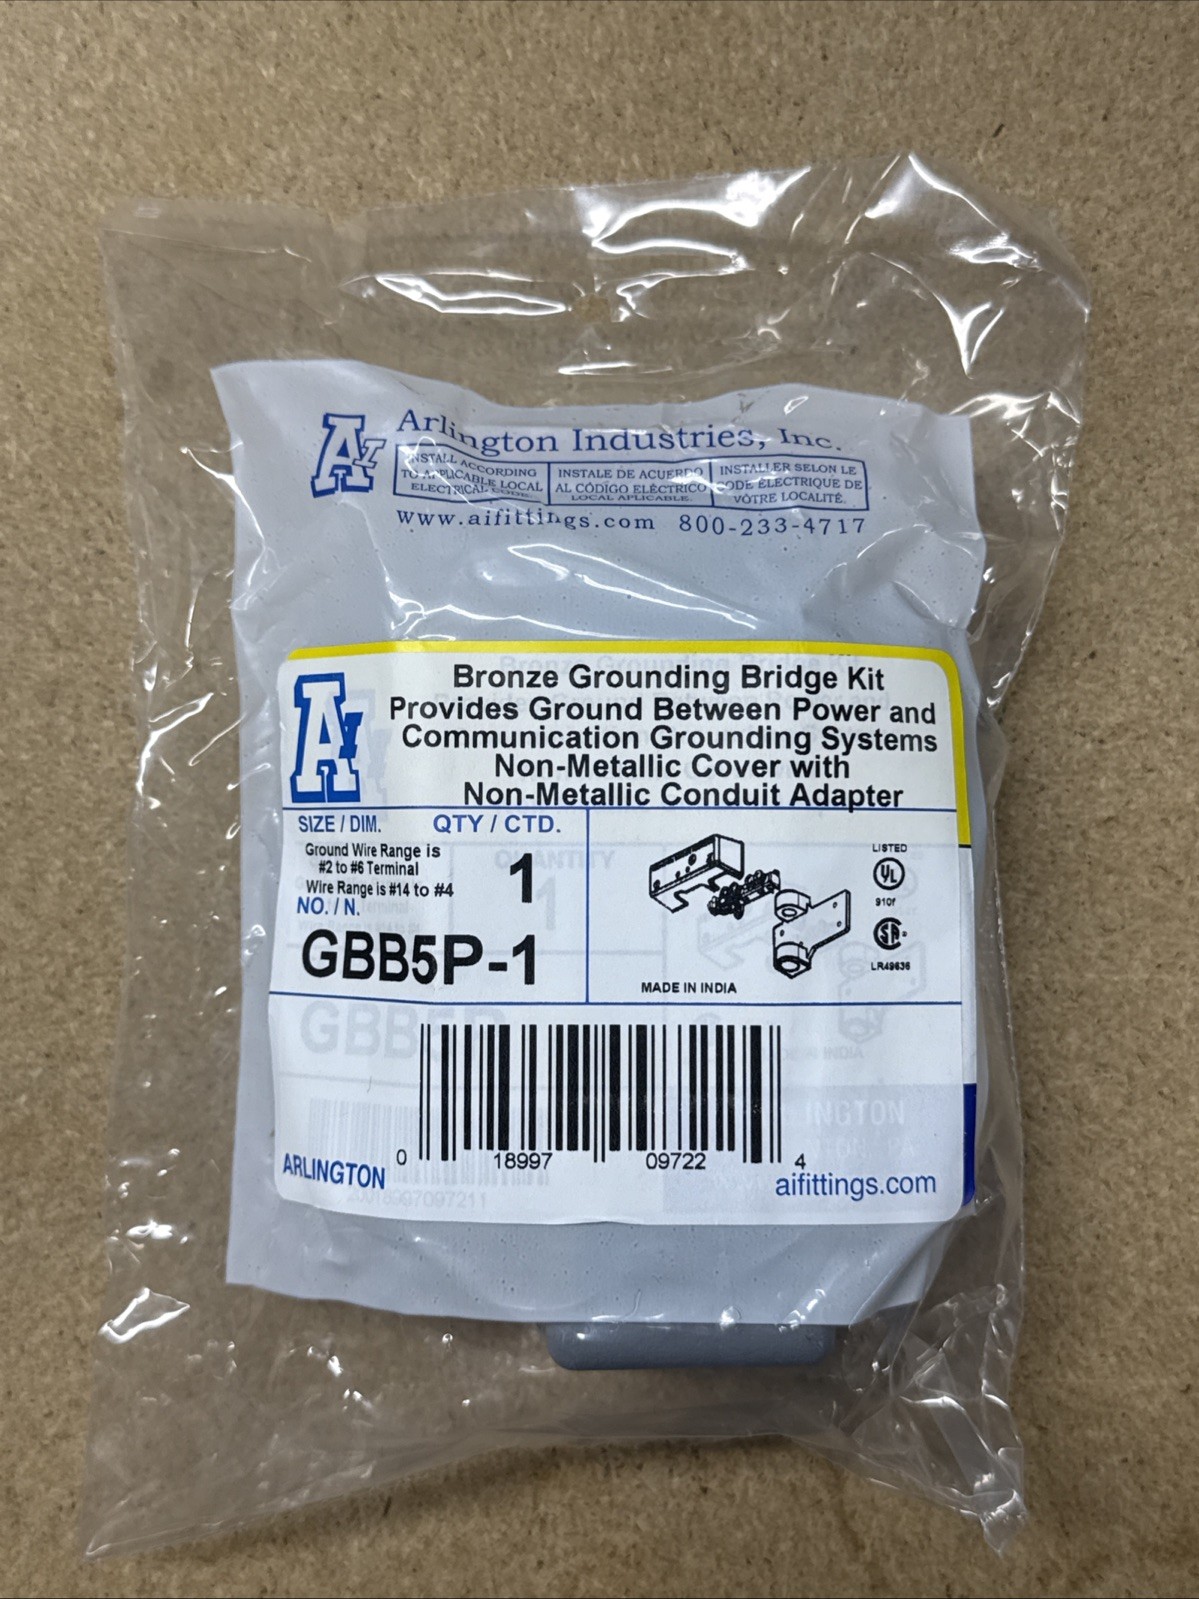 Arlington Industries, Inc.
INSTALL ACCORDING
TO APPLICABLE LOCAL
ELECTRICAL CODE.
INSTALE DE ACUERDO
AL CÓDIGO ELÉCTRICO
LOCAL APLICABLE.
INSTALLER SELON LE
CODE ÉLECTRIQUE DE
VÔTRE LOCALITÉ.
www.aifittings.com 800-233-4717
Bronze Grounding Bridge Kit
Provides Ground Between Power and
Communication Grounding Systems
Non-Metallic Cover with
Non-Metallic Conduit Adapter
SIZE / DIM. QTY / CTD.
Ground Wire Range is
#2 to #6 Terminal
Wire Range is #14 to #4
1
NO. / N.
GBB5P-1
MADE IN INDIA
LISTED
UL
910f
SA
LR49636
0 18997 09722 4
ARLINGTON
aifittings.com